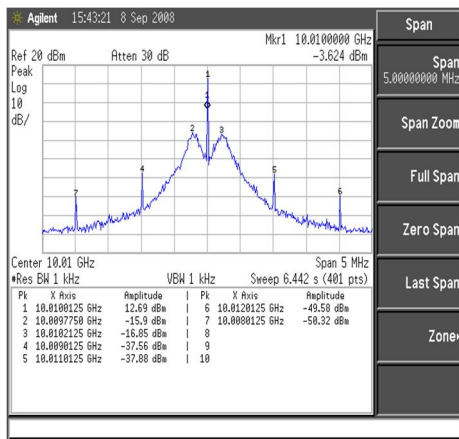 Agilent 15:43:21 8 Sep 2008
Mkr1 10.0100000 GHz
Ref 20 dBm Atten 30 dB -3.624 dBm
Peak
Log
10
dB/
1
1
2 3
4 5
7 6
Center 10.01 GHz Span 5 MHz
#Res BW 1 kHz VBW 1 kHz Sweep 6.442 s (401 pts)
Pk X Axis Amplitude | Pk X Axis Amplitude
1 10.0100125 GHz 12.69 dBm | 6 10.0120125 GHz -49.58 dBm
2 10.0097750 GHz -15.9 dBm | 7 10.0080125 GHz -50.32 dBm
3 10.0102125 GHz -16.85 dBm | 8
4 10.0090125 GHz -37.56 dBm | 9
5 10.0110125 GHz -37.88 dBm | 10
Span
Span
5.00000000 MHz
Span Zoom
Full Span
Zero Span
Last Span
Zone